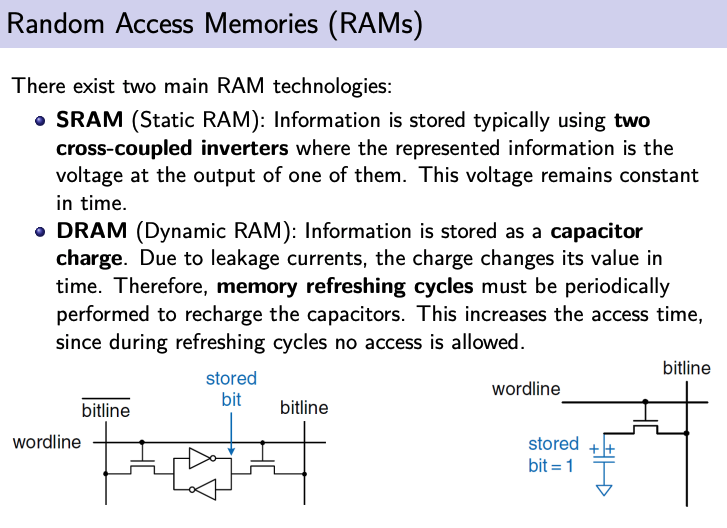 Random Access Memories (RAMs)
There exist two main RAM technologies:
SRAM (Static RAM): Information is stored typically using two
cross-coupled inverters where the represented information is the
voltage at the output of one of them. This voltage remains constant
in time.
DRAM (Dynamic RAM): Information is stored as a capacitor
charge. Due to leakage currents, the charge changes its value in
time. Therefore, memory refreshing cycles must be periodically
performed to recharge the capacitors. This increases the access time,
since during refreshing cycles no access is allowed.
stored
bit
bitline
bitline
wordline
bitline
wordline
stored
bit = 1
+ +